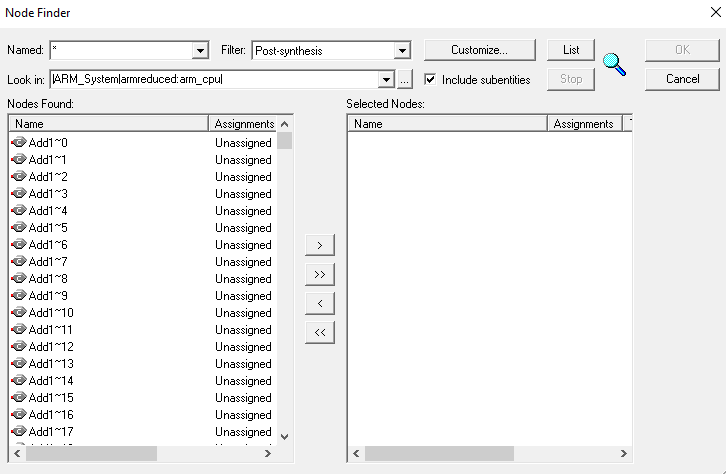 Node Finder
Named: * Filter: Post-synthesis Customize... List OK
Look in: |ARM_System|armreduced:arm_cpu| ... Include subentities Stop Cancel
Nodes Found: Selected Nodes:
Name Assignments Name Assignments
Add1~0 Unassigned
Add1~1 Unassigned
Add1~2 Unassigned
Add1~3 Unassigned
Add1~4 Unassigned
Add1~5 Unassigned
Add1~6 Unassigned
Add1~7 Unassigned
Add1~8 Unassigned
Add1~9 Unassigned
Add1~10 Unassigned
Add1~11 Unassigned
Add1~12 Unassigned
Add1~13 Unassigned
Add1~14 Unassigned
Add1~15 Unassigned
Add1~16 Unassigned
Add1~17 Unassigned
>
>>
<
<<